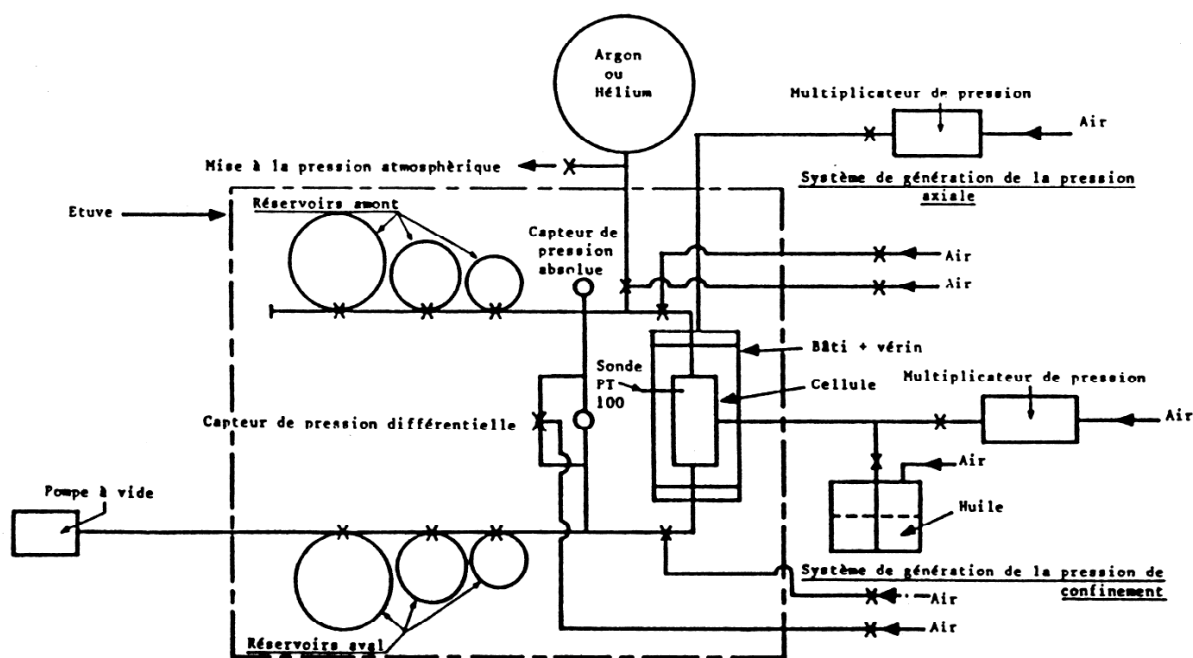 Argon
ou
Hélium
Multiplicateur de pression
Air
Mise à la pression atmosphèrique
Système de génération de la pression
axiale
Etuve
Réservoirs amont
Capteur de
pression
absolue
Air
Air
Bâti + vérin
Sonde
PT
100
Cellule
Multiplicateur de pression
Air
Capteur de pression différentielle
Air
Pompe à vide
Huile
Système de génération de la pression de
confinement
Air
Air
Réservoirs aval